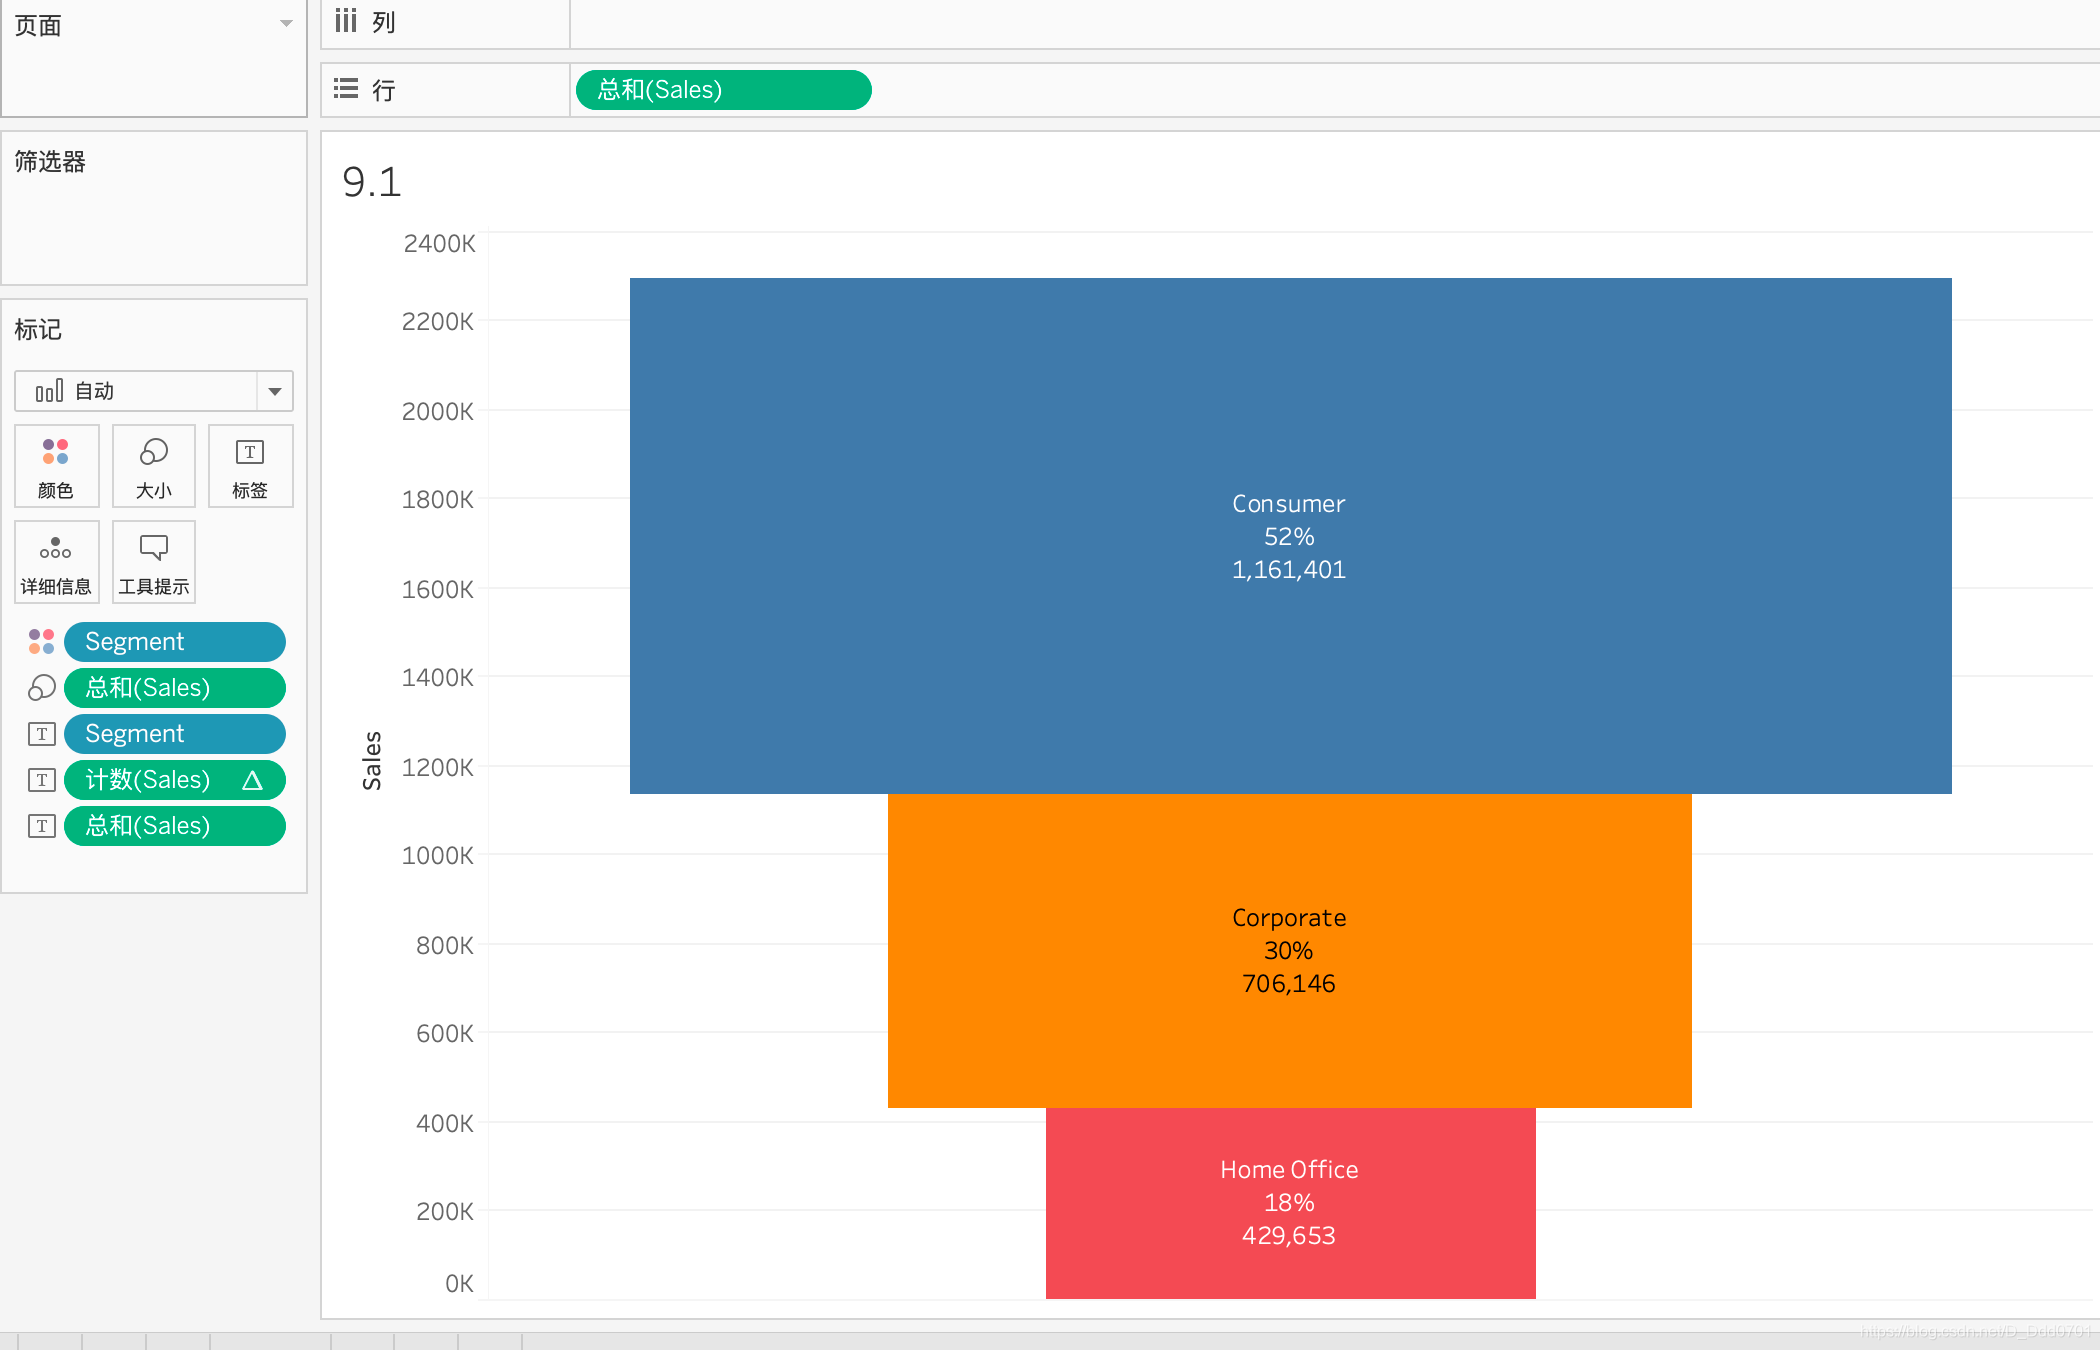 页面
列
行
总和(Sales)
筛选器
标记
自动
颜色
大小
标签
详细信息
工具提示
Segment
总和(Sales)
Segment
计数(Sales)
总和(Sales)
9.1
Sales
2400K
2200K
2000K
1800K
1600K
1400K
1200K
1000K
800K
600K
400K
200K
0K
Consumer
52%
1,161,401
Corporate
30%
706,146
Home Office
18%
429,653
https://blog.csdn.net/D_Ddd0701